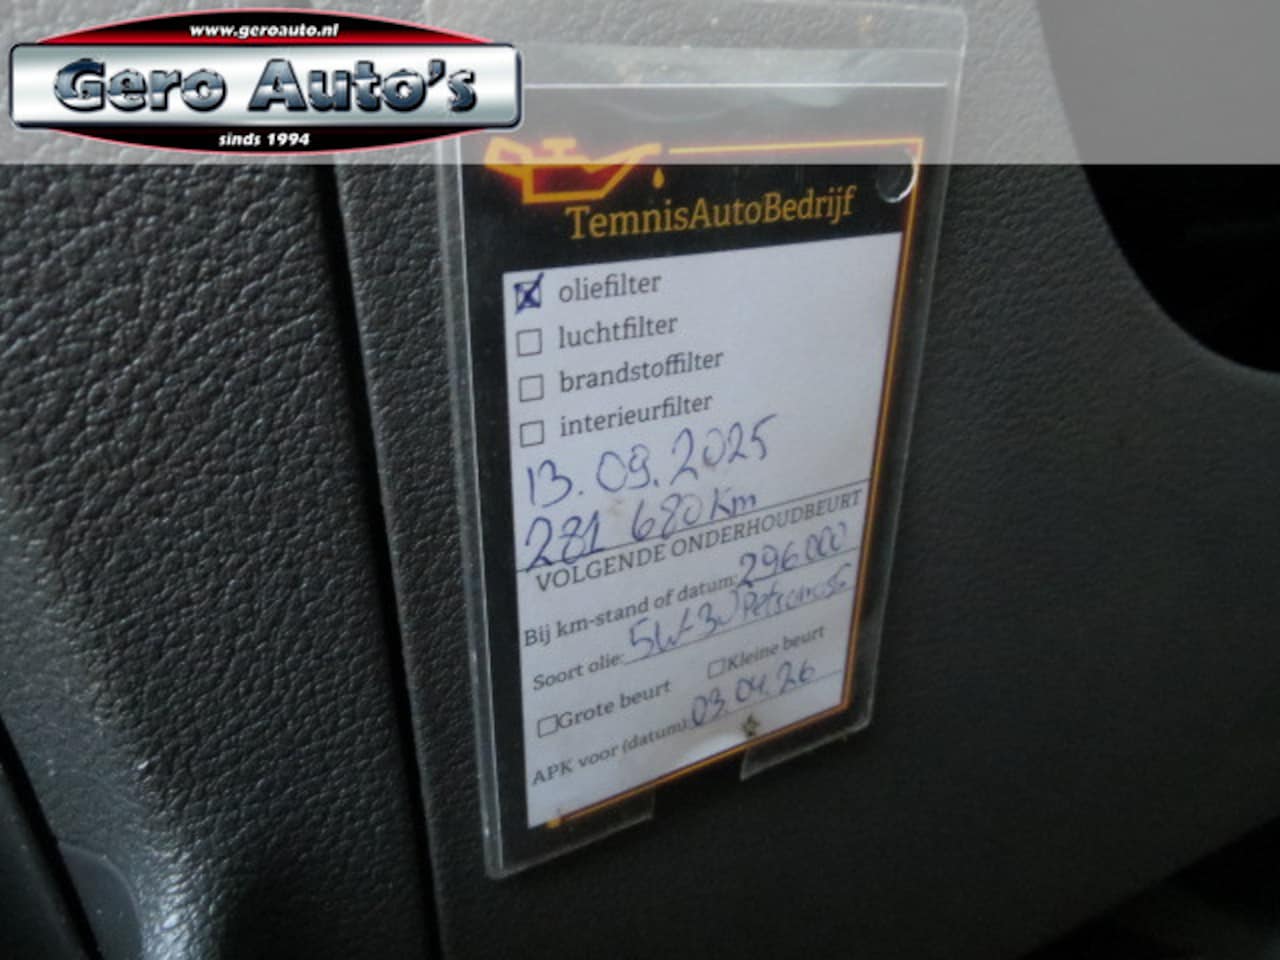 www.geroauto.nl
Gero Auto's
sinds 1994
TemnisAutoBedrijf
oliefilter
luchtfilter
brandstoffilter
interieurfilter
13.09.2025
281 680 Km
VOLGENDE ONDERHOUDBEURT
Bij km-stand of datum: 296.000
Soort olie: 5W-30
Grote beurt Kleine beurt
APK voor (datum): 03.04.26